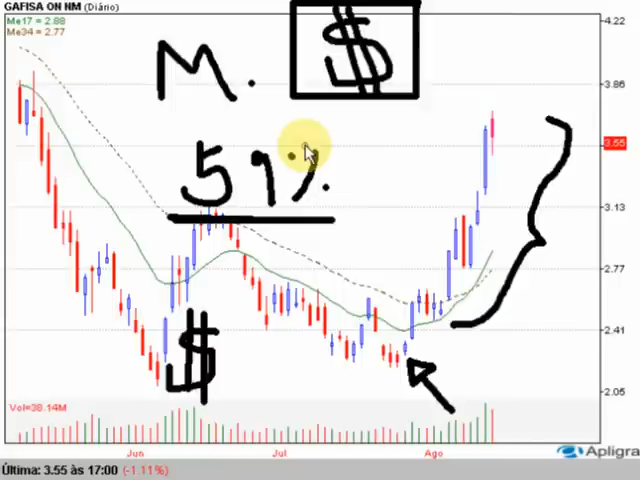 GAFISA ON NM (Diário)
Me17 = 2.88
Me34 = 2.77
M. $
59%.
$
4.22
3.86
3.55
3.13
2.77
2.41
2.05
Vol=38.14M
Jun Jul Ago
Apligra
Última: 3.55 às 17:00 (-1.11%)